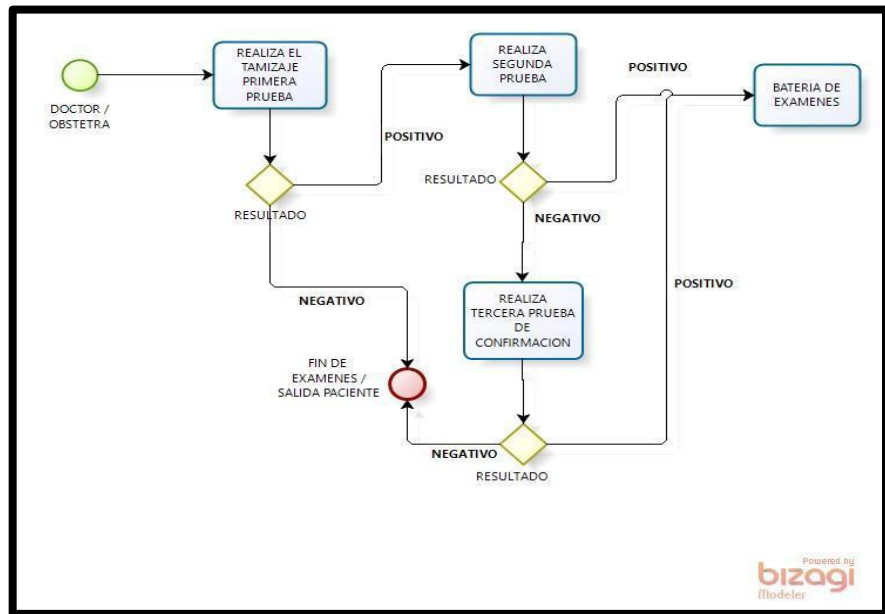 DOCTOR /
OBSTETRA
REALIZA EL
TAMIZAJE
PRIMERA
PRUEBA
RESULTADO
POSITIVO
NEGATIVO
FIN DE
EXAMENES /
SALIDA PACIENTE
REALIZA
SEGUNDA
PRUEBA
RESULTADO
POSITIVO
BATERIA DE
EXAMENES
NEGATIVO
REALIZA
TERCERA PRUEBA
DE
CONFIRMACION
RESULTADO
NEGATIVO
POSITIVO
Powered by
bizagi
Modeler